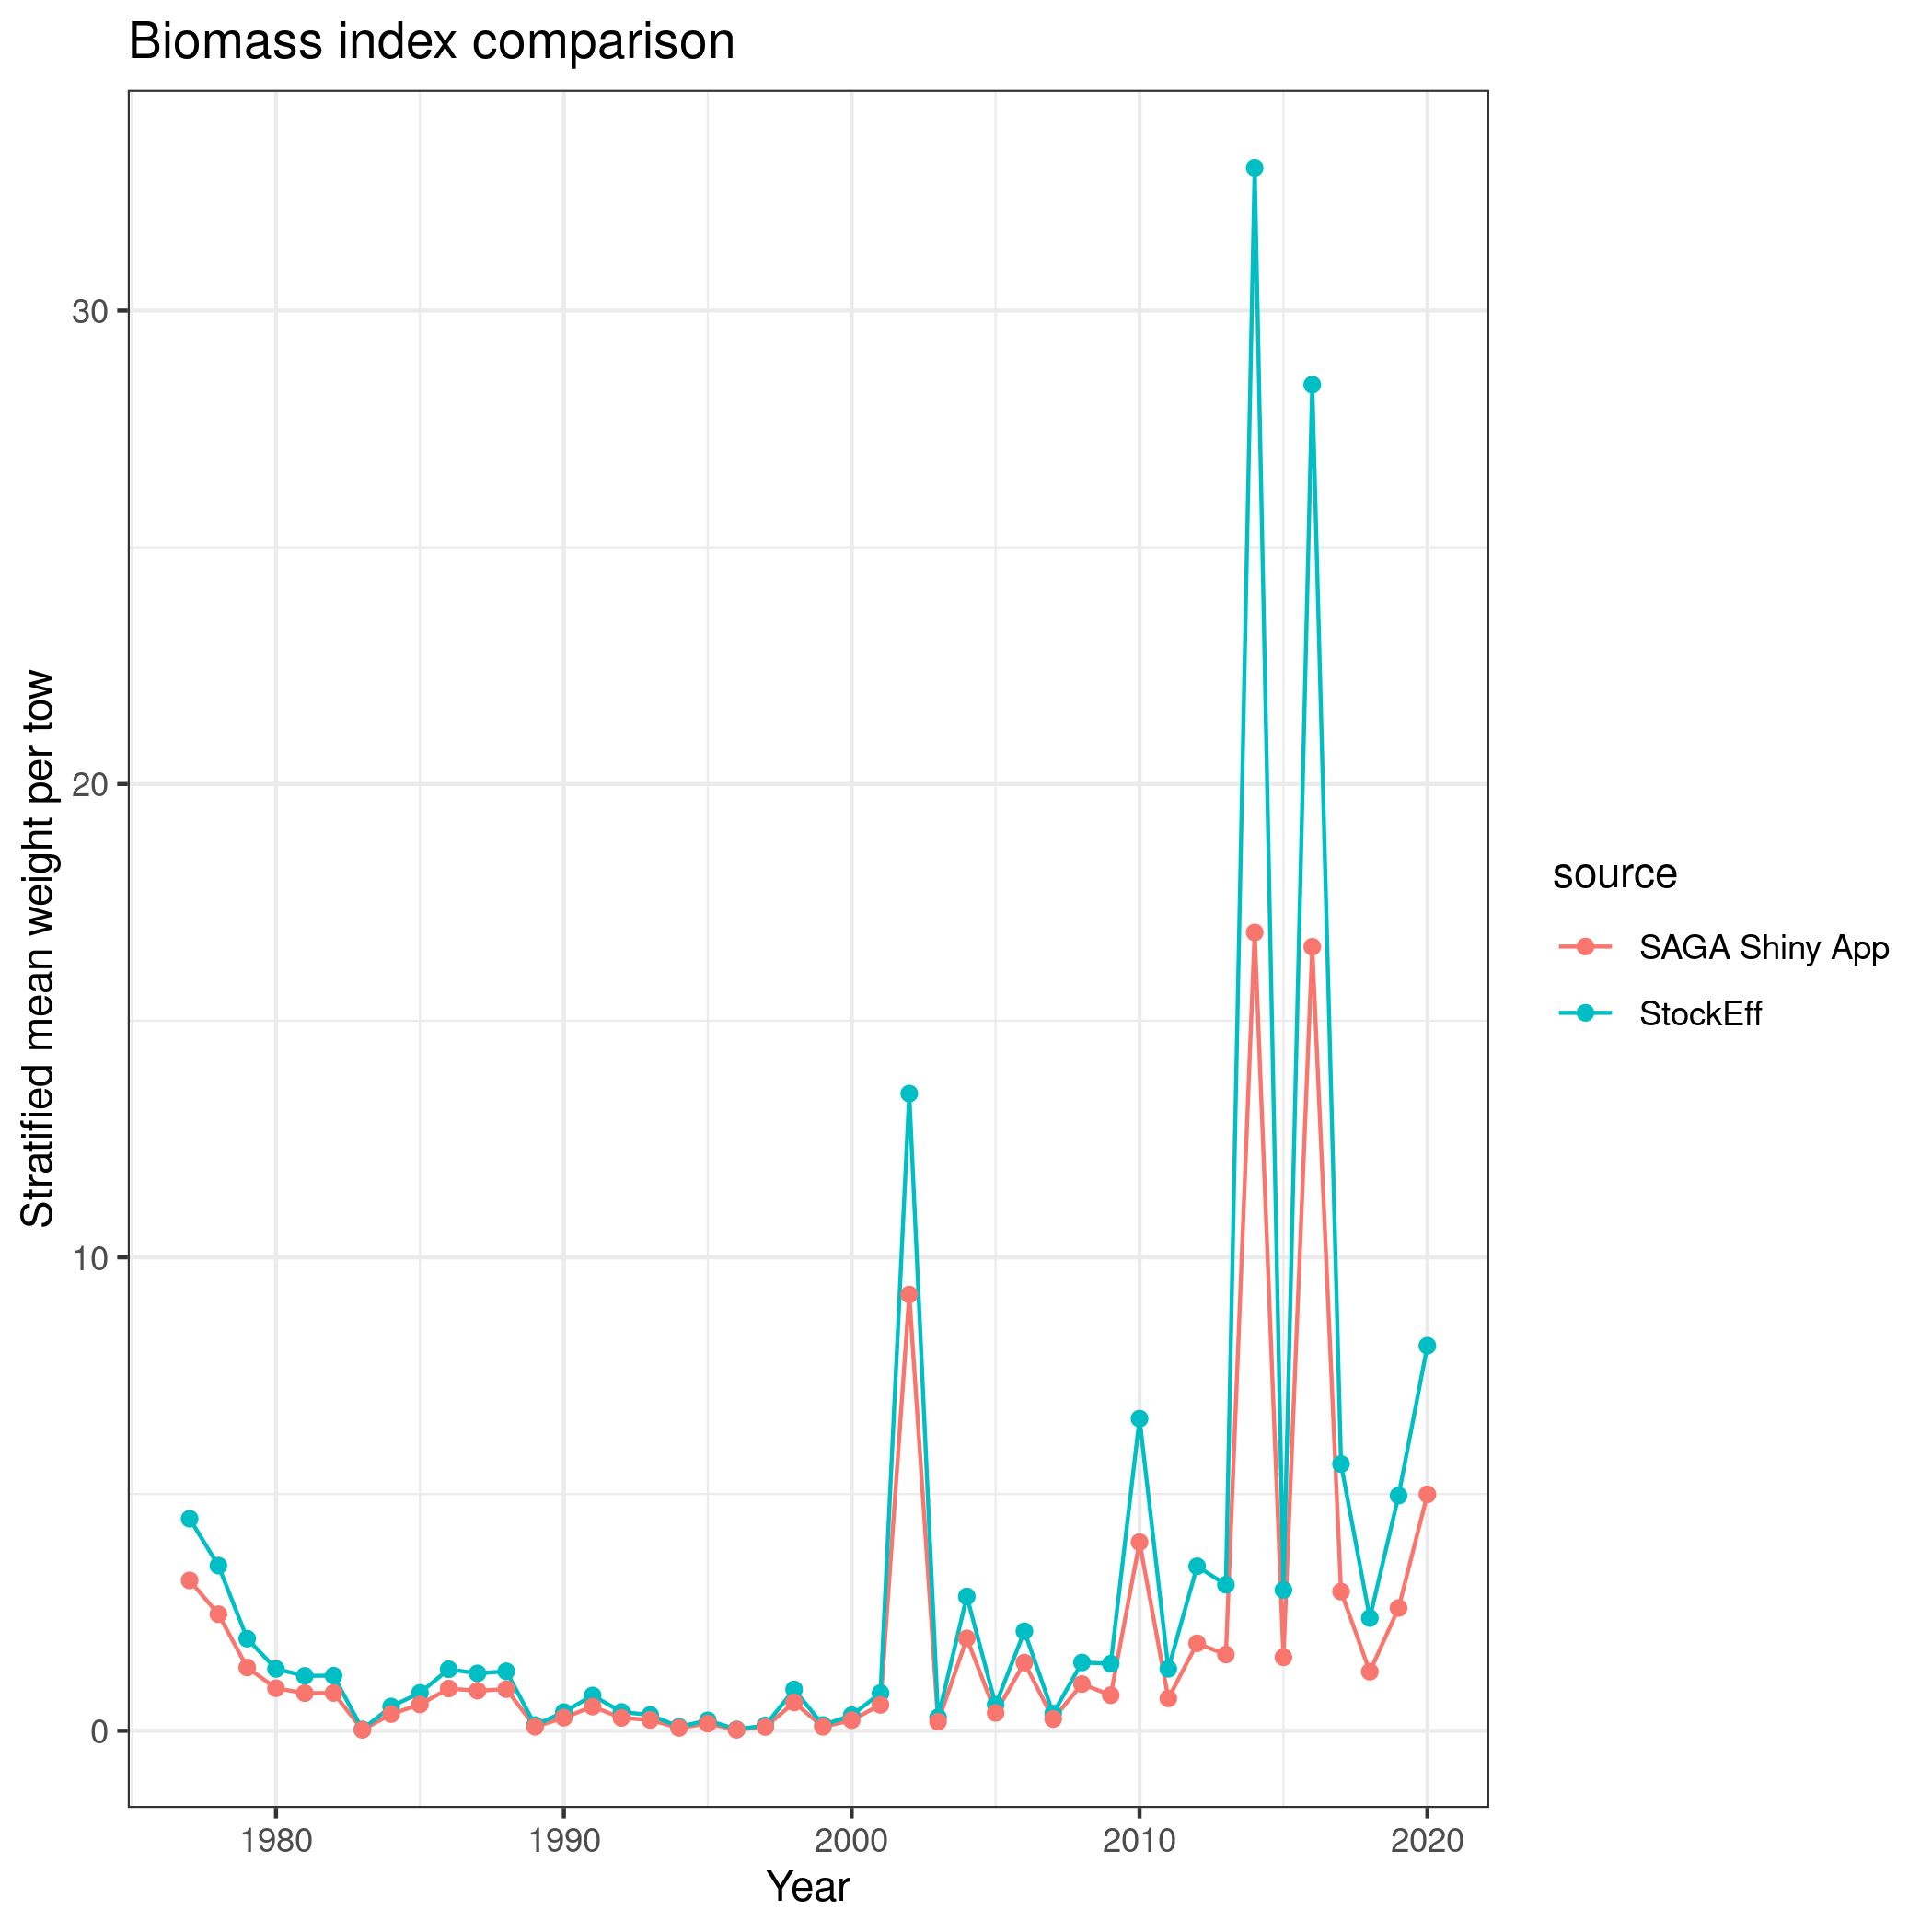 Biomass index comparison
Stratified mean weight per tow
30
20
10
0
1980 1990 2000 2010 2020
Year
source
SAGA Shiny App
StockEff